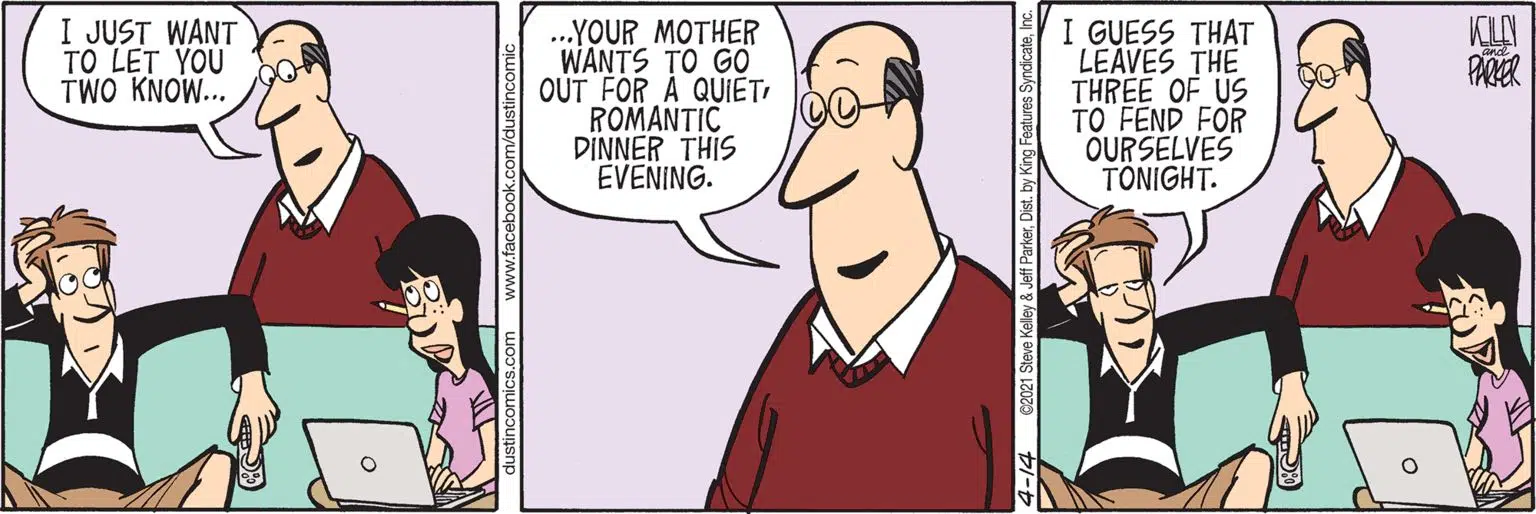 I JUST WANT
TO LET YOU
TWO KNOW...
www.facebook.com/dustincomic
dustincomics.com
...YOUR MOTHER
WANTS TO GO
OUT FOR A QUIET,
ROMANTIC
DINNER THIS
EVENING.
©2021 Steve Kelley & Jeff Parker, Dist. by King Features Syndicate, Inc.
4-14
I GUESS THAT
LEAVES THE
THREE OF US
TO FEND FOR
OURSELVES
TONIGHT.
KELLEY
and
PARKER